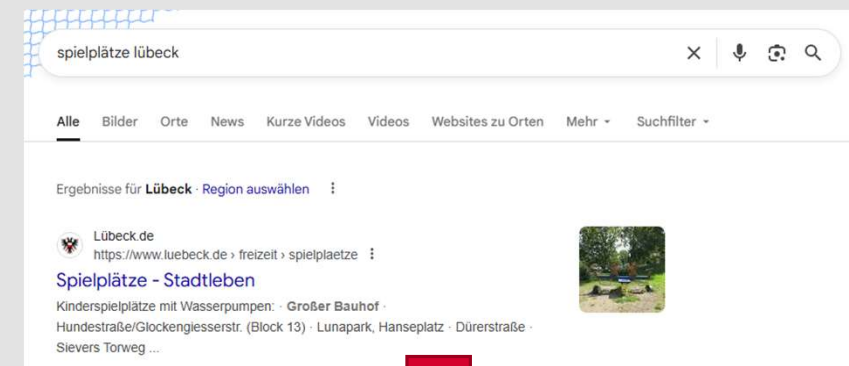 spielplätze lübeck
Alle Bilder Orte News Kurze Videos Videos Websites zu Orten Mehr Suchfilter
Ergebnisse für Lübeck · Region auswählen
Lübeck.de
https://www.luebeck.de › freizeit › spielplaetze
Spielplätze - Stadtleben
Kinderspielplätze mit Wasserpumpen: · Großer Bauhof ·
Hundestraße/Glockengiesserstr. (Block 13) · Lunapark, Hanseplatz · Dürerstraße ·
Sievers Torweg ...